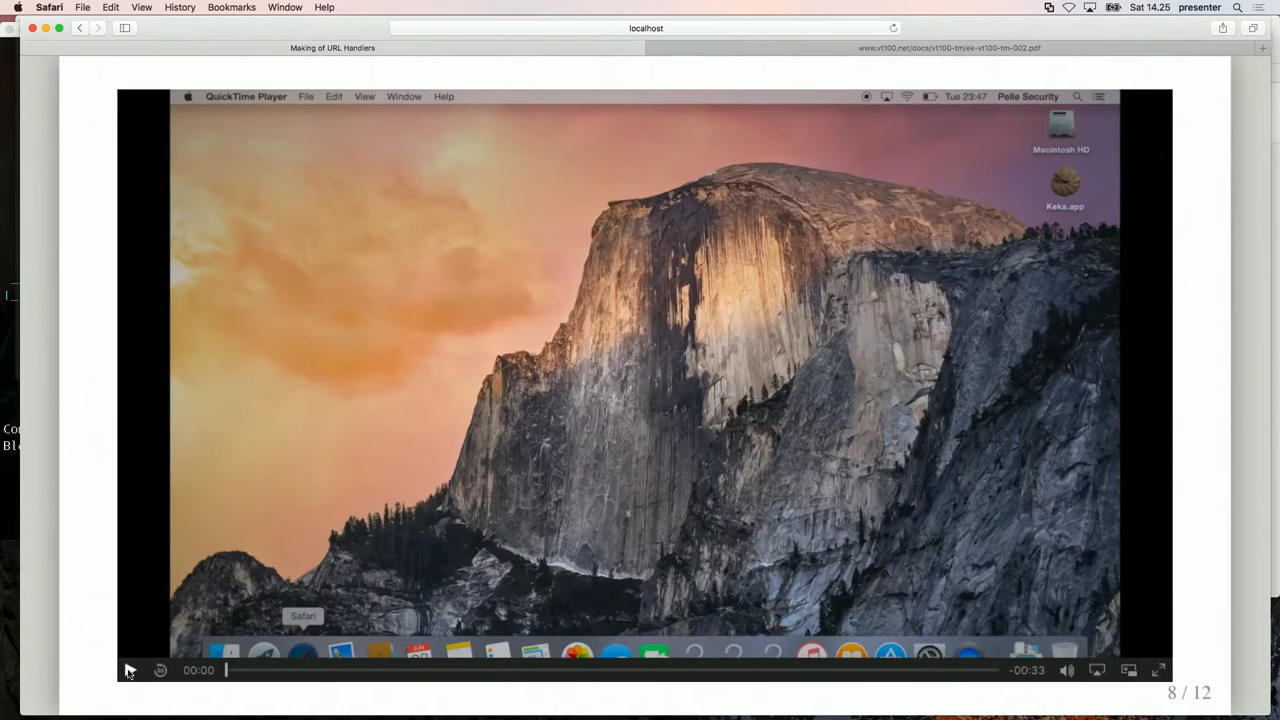 Safari File Edit View History Bookmarks Window Help Sat 14.25 presenter
localhost
Making of URL Handlers www.vt100.net/docs/vt100-tm/ek-vt100-tm-002.pdf
QuickTime Player File Edit View Window Help Tue 23:47 Pelle Security
Macintosh HD
Keka.app
Safari
00:00 -00:33
8 / 12